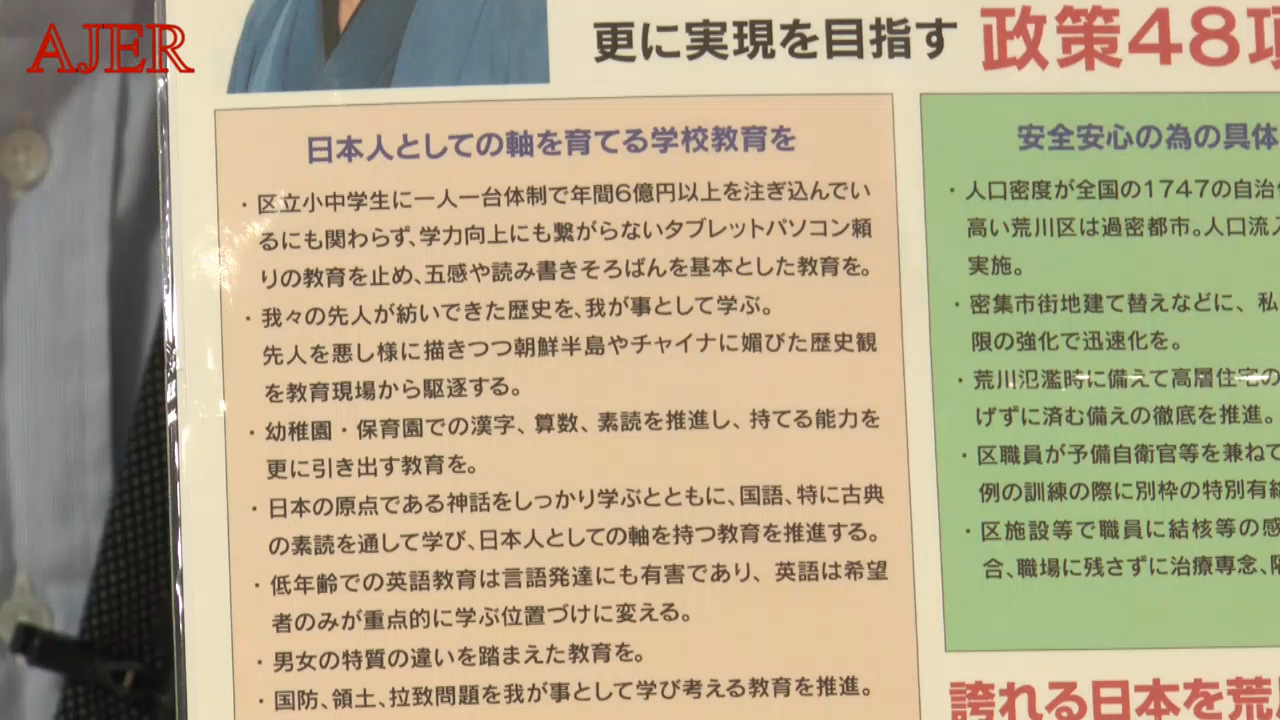 AJER
更に実現を目指す 政策48項
日本人としての軸を育てる学校教育を
・区立小中学生に一人一台体制で年間6億円以上を注ぎ込んでい
るにも関わらず、学力向上にも繋がらないタブレットパソコン頼
りの教育を止め、五感や読み書きそろばんを基本とした教育を。
・我々の先人が紡いできた歴史を、我が事として学ぶ。
先人を悪し様に描きつつ朝鮮半島やチャイナに媚びた歴史観
を教育現場から駆逐する。
・幼稚園・保育園での漢字、算数、素読を推進し、持てる能力を
更に引き出す教育を。
・日本の原点である神話をしっかり学ぶとともに、国語、特に古典
の素読を通して学び、日本人としての軸を持つ教育を推進する。
・低年齢での英語教育は言語発達にも有害であり、英語は希望
者のみが重点的に学ぶ位置づけに変える。
・男女の特質の違いを踏まえた教育を。
・国防、領土、拉致問題を我が事として学び考える教育を推進。
安全安心の為の具体
・人口密度が全国の1747の自治
高い荒川区は過密都市。人口流入
実施。
・密集市街地建て替えなどに、私
限の強化で迅速化を。
・荒川氾濫時に備えて高層住宅の
げずに済む備えの徹底を推進。
・区職員が予備自衛官等を兼ねて
例の訓練の際に別枠の特別有給
・区施設等で職員に結核等の感
合、職場に残さずに治療専念、
誇れる日本を荒川